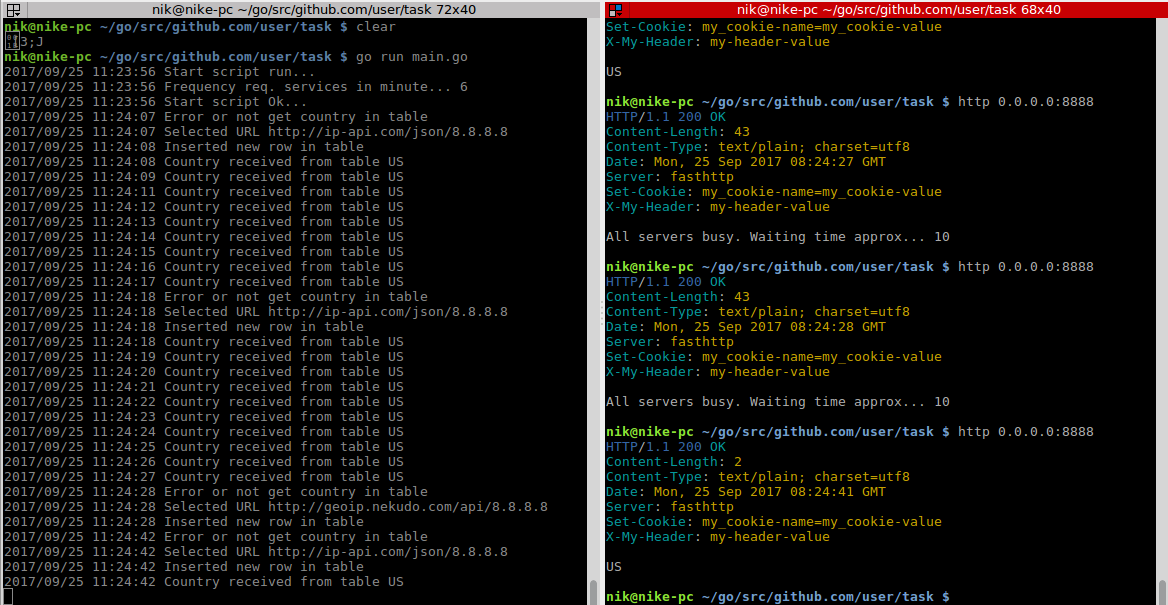 nik@nike-pc ~/go/src/github.com/user/task 72x40
nik@nike-pc ~/go/src/github.com/user/task $ clear
3;J
nik@nike-pc ~/go/src/github.com/user/task $ go run main.go
2017/09/25 11:23:56 Start script run...
2017/09/25 11:23:56 Frequency req. services in minute... 6
2017/09/25 11:23:56 Start script Ok...
2017/09/25 11:24:07 Error or not get country in table
2017/09/25 11:24:07 Selected URL http://ip-api.com/json/8.8.8.8
2017/09/25 11:24:08 Inserted new row in table
2017/09/25 11:24:08 Country received from table US
2017/09/25 11:24:09 Country received from table US
2017/09/25 11:24:11 Country received from table US
2017/09/25 11:24:12 Country received from table US
2017/09/25 11:24:13 Country received from table US
2017/09/25 11:24:14 Country received from table US
2017/09/25 11:24:15 Country received from table US
2017/09/25 11:24:16 Country received from table US
2017/09/25 11:24:17 Country received from table US
2017/09/25 11:24:18 Error or not get country in table
2017/09/25 11:24:18 Selected URL http://ip-api.com/json/8.8.8.8
2017/09/25 11:24:18 Inserted new row in table
2017/09/25 11:24:18 Country received from table US
2017/09/25 11:24:19 Country received from table US
2017/09/25 11:24:20 Country received from table US
2017/09/25 11:24:21 Country received from table US
2017/09/25 11:24:22 Country received from table US
2017/09/25 11:24:23 Country received from table US
2017/09/25 11:24:24 Country received from table US
2017/09/25 11:24:25 Country received from table US
2017/09/25 11:24:26 Country received from table US
2017/09/25 11:24:27 Country received from table US
2017/09/25 11:24:28 Error or not get country in table
2017/09/25 11:24:28 Selected URL http://geoip.nekudo.com/api/8.8.8.8
2017/09/25 11:24:28 Inserted new row in table
2017/09/25 11:24:42 Error or not get country in table
2017/09/25 11:24:42 Selected URL http://ip-api.com/json/8.8.8.8
2017/09/25 11:24:42 Inserted new row in table
2017/09/25 11:24:42 Country received from table US
nik@nike-pc ~/go/src/github.com/user/task 68x40
Set-Cookie: my_cookie-name=my_cookie-value
X-My-Header: my-header-value
US
nik@nike-pc ~/go/src/github.com/user/task $ http 0.0.0.0:8888
HTTP/1.1 200 OK
Content-Length: 43
Content-Type: text/plain; charset=utf8
Date: Mon, 25 Sep 2017 08:24:27 GMT
Server: fasthttp
Set-Cookie: my_cookie-name=my_cookie-value
X-My-Header: my-header-value
All servers busy. Waiting time approx... 10
nik@nike-pc ~/go/src/github.com/user/task $ http 0.0.0.0:8888
HTTP/1.1 200 OK
Content-Length: 43
Content-Type: text/plain; charset=utf8
Date: Mon, 25 Sep 2017 08:24:28 GMT
Server: fasthttp
Set-Cookie: my_cookie-name=my_cookie-value
X-My-Header: my-header-value
All servers busy. Waiting time approx... 10
nik@nike-pc ~/go/src/github.com/user/task $ http 0.0.0.0:8888
HTTP/1.1 200 OK
Content-Length: 2
Content-Type: text/plain; charset=utf8
Date: Mon, 25 Sep 2017 08:24:41 GMT
Server: fasthttp
Set-Cookie: my_cookie-name=my_cookie-value
X-My-Header: my-header-value
US
nik@nike-pc ~/go/src/github.com/user/task $